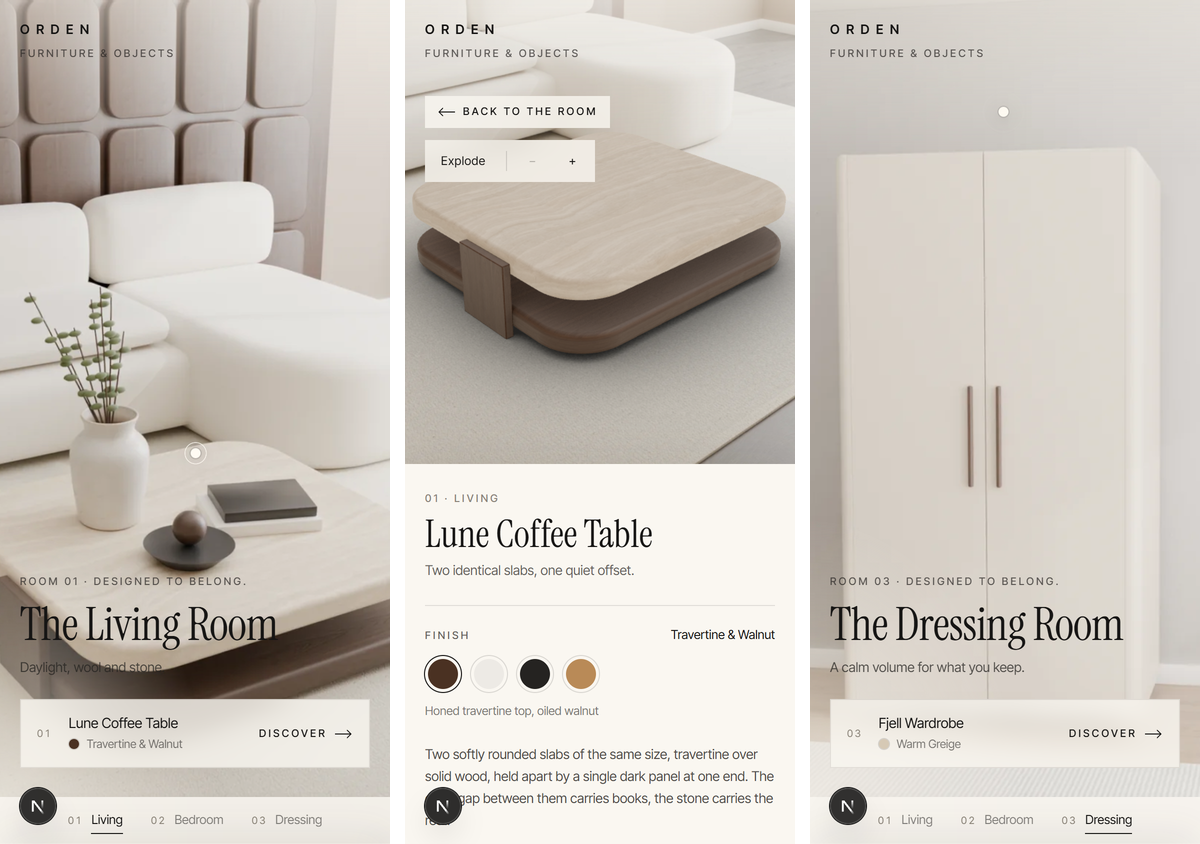 ORDEN
FURNITURE & OBJECTS
ROOM 01 · DESIGNED TO BELONG.
The Living Room
Daylight, wool and stone.
01
Lune Coffee Table
Travertine & Walnut
DISCOVER →
N
01 Living
02 Bedroom
03 Dressing
ORDEN
FURNITURE & OBJECTS
← BACK TO THE ROOM
Explode − +
01 · LIVING
Lune Coffee Table
Two identical slabs, one quiet offset.
FINISH
Travertine & Walnut
Honed travertine top, oiled walnut
Two softly rounded slabs of the same size, travertine over
solid wood, held apart by a single dark panel at one end. The
gap between them carries books, the stone carries the
N
ORDEN
FURNITURE & OBJECTS
ROOM 03 · DESIGNED TO BELONG.
The Dressing Room
A calm volume for what you keep.
03
Fjell Wardrobe
Warm Greige
DISCOVER →
N
01 Living
02 Bedroom
03 Dressing